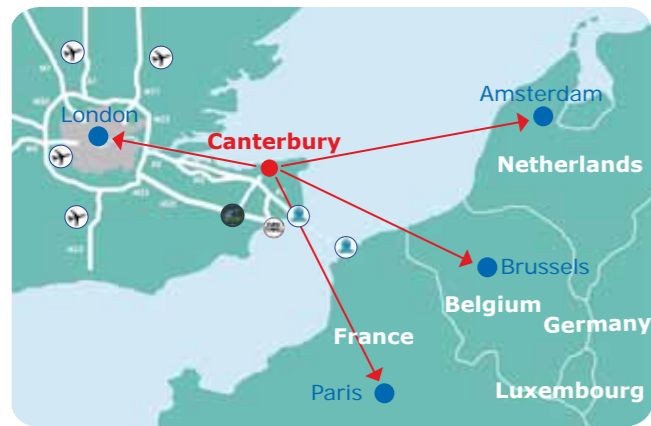 London
Canterbury
Amsterdam
Netherlands
Brussels
Belgium
Germany
France
Paris
Luxembourg